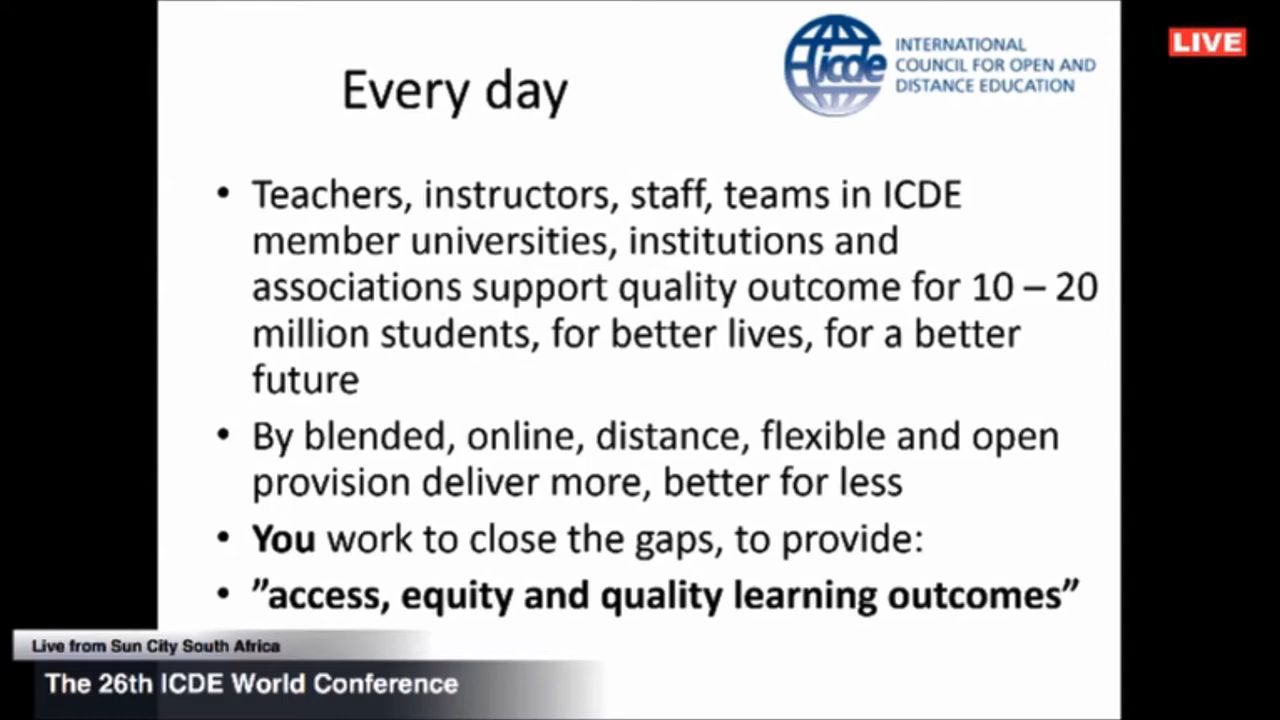 Every day
icde
INTERNATIONAL
COUNCIL FOR OPEN AND
DISTANCE EDUCATION
LIVE
• Teachers, instructors, staff, teams in ICDE
member universities, institutions and
associations support quality outcome for 10 – 20
million students, for better lives, for a better
future
• By blended, online, distance, flexible and open
provision deliver more, better for less
• You work to close the gaps, to provide:
• ”access, equity and quality learning outcomes”
Live from Sun City South Africa
The 26th ICDE World Conference